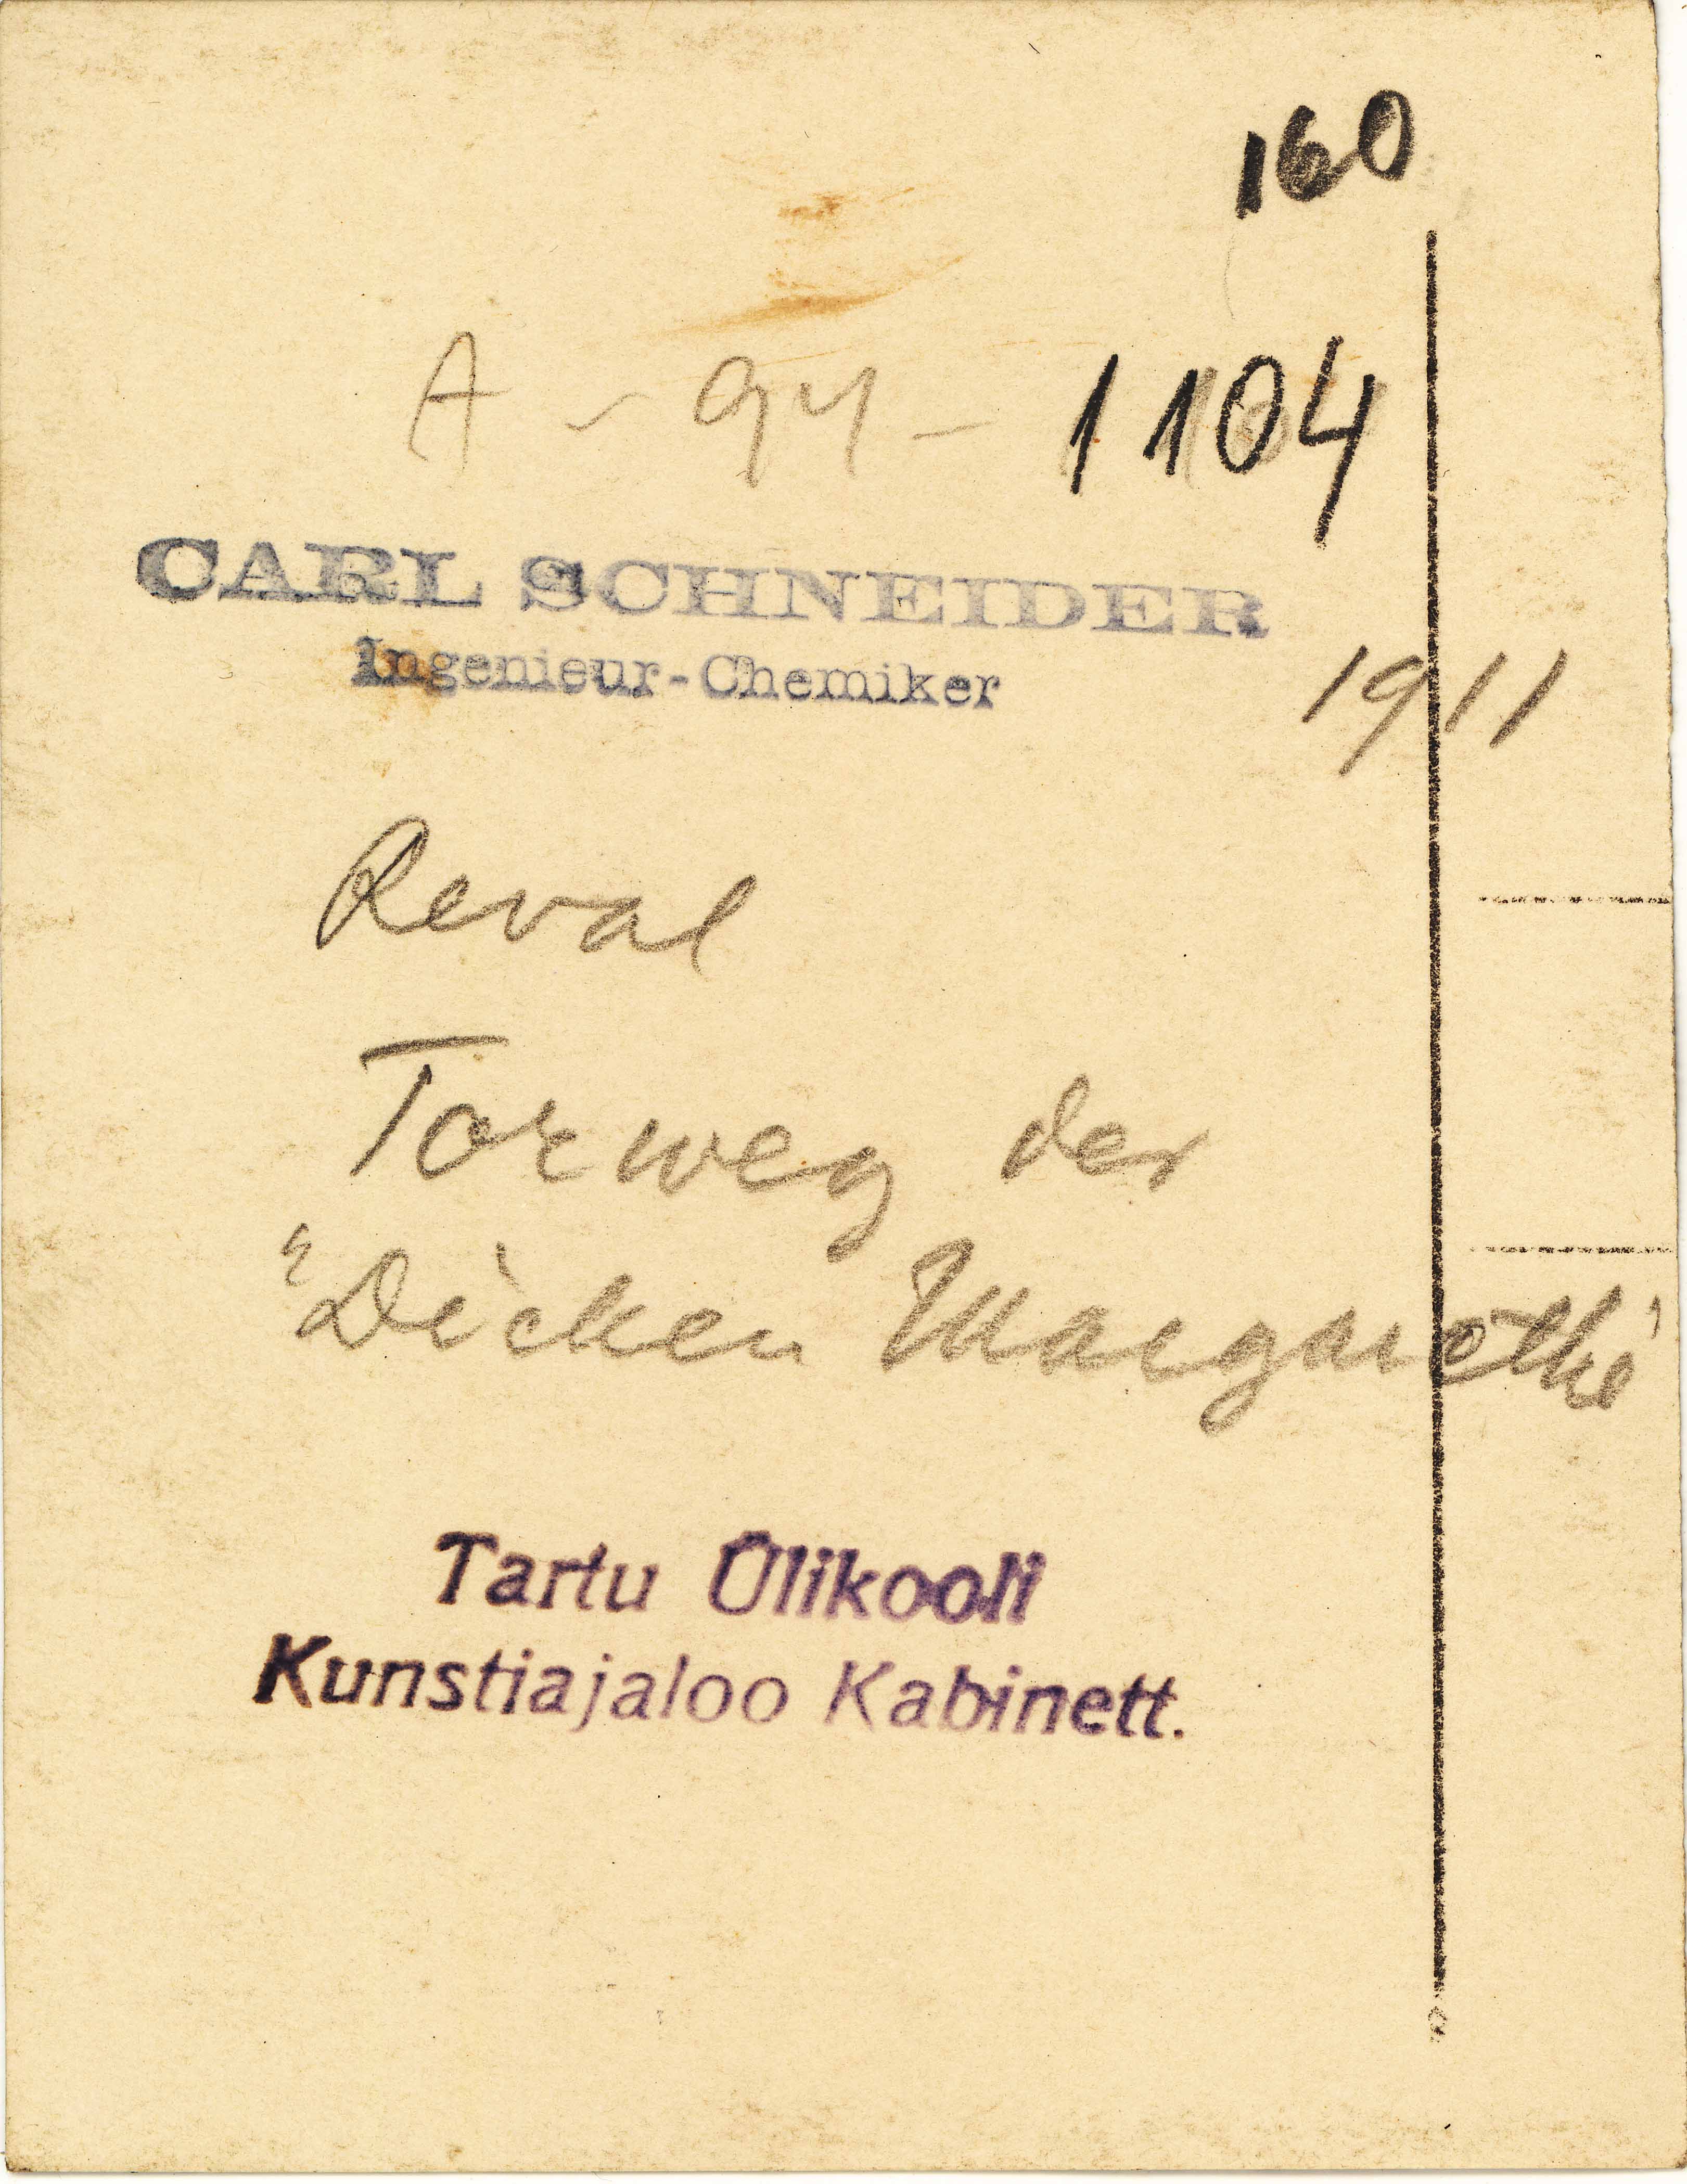 160
A - 94 - 1104
CARL SCHNEIDER
Ingenieur-Chemiker
1911
Reval
Torweg der
"Dicken Margarethe"
Tartu Ülikooli
Kunstiajaloo Kabinett.